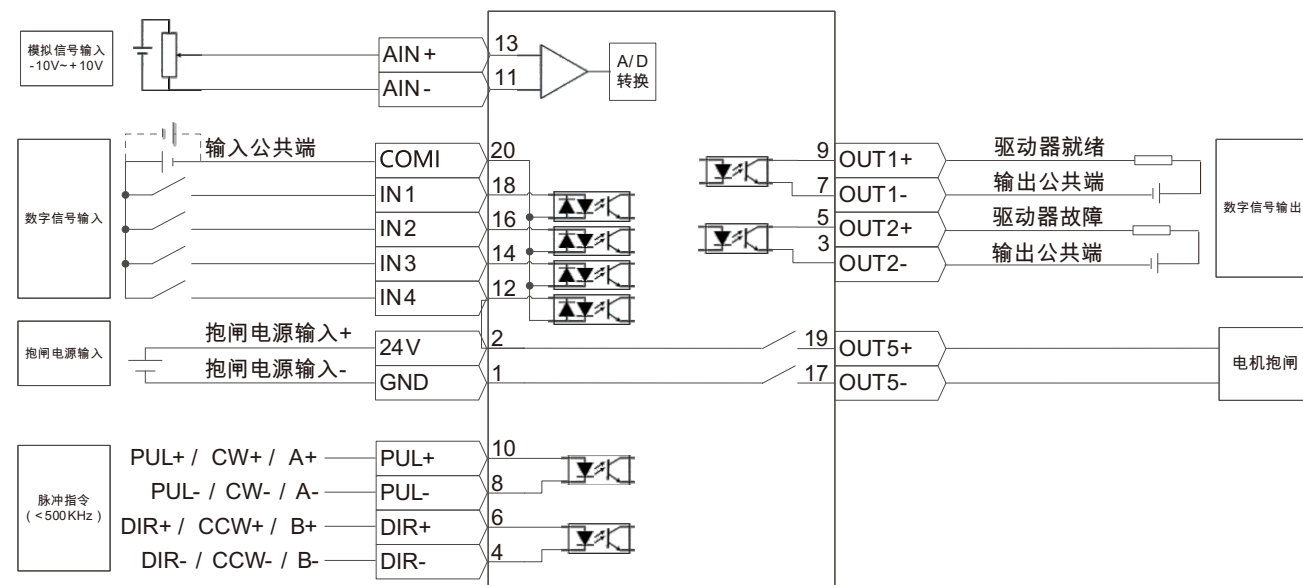 模拟信号输入
-10V~+10V
AIN+
13
AIN-
11
A/D
转换
数字信号输入
输入公共端
COMI
20
IN1
18
IN2
16
IN3
14
IN4
12
抱闸电源输入
抱闸电源输入+
24V
2
抱闸电源输入-
GND
1
脉冲指令
(<500KHz)
PUL+ / CW+ / A+
PUL+
10
PUL- / CW- / A-
PUL-
8
DIR+ / CCW+ / B+
DIR+
6
DIR- / CCW- / B-
DIR-
4
9
OUT1+
驱动器就绪
7
OUT1-
输出公共端
5
OUT2+
驱动器故障
3
OUT2-
输出公共端
数字信号输出
19
OUT5+
17
OUT5-
电机抱闸